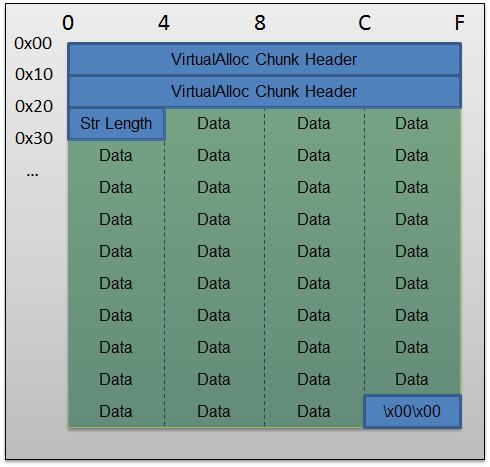 0 4 8 C F
0x00 VirtualAlloc Chunk Header
0x10 VirtualAlloc Chunk Header
0x20 Str Length Data Data Data
0x30 Data Data Data Data
... Data Data Data Data
Data Data Data Data
Data Data Data Data
Data Data Data Data
Data Data Data Data
Data Data Data Data
Data Data Data Data
Data Data Data \x00\x00